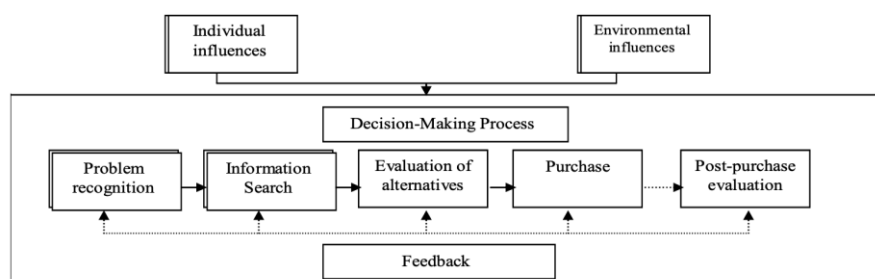 Individual
influences
Environmental
influences
Decision-Making Process
Problem
recognition
Information
Search
Evaluation of
alternatives
Purchase
Post-purchase
evaluation
Feedback